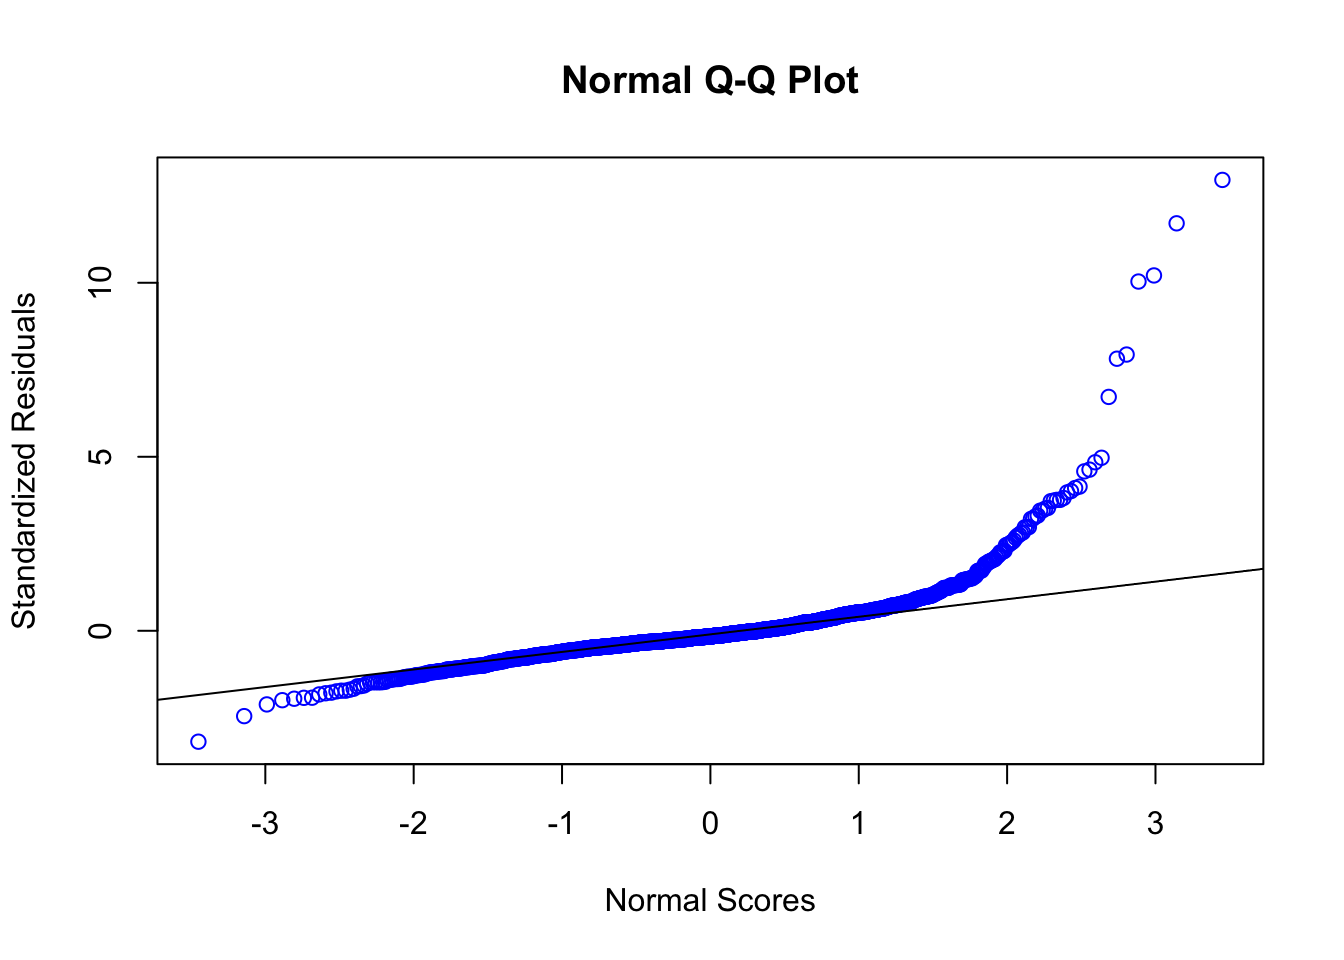 Normal Q-Q Plot
Standardized Residuals
10
5
0
-3 -2 -1 0 1 2 3
Normal Scores